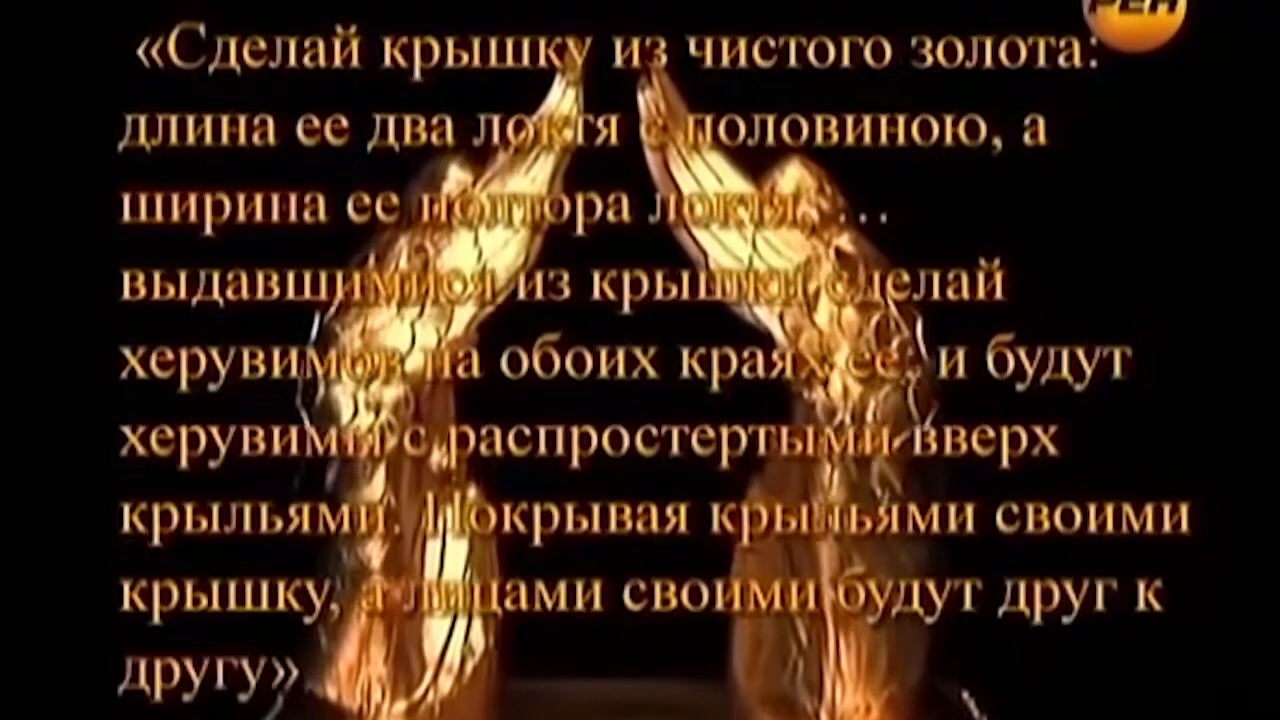 РЕН
«Сделай крышку из чистого золота:
длина ее два локтя с половиною, а
ширина ее полтора локтя, …
выдавшимися из крышки сделай
херувимов на обоих краях ее, и будут
херувимы с распростертыми вверх
крыльями. Покрывая крыльями своими
крышку, а лицами своими будут друг к
другу»